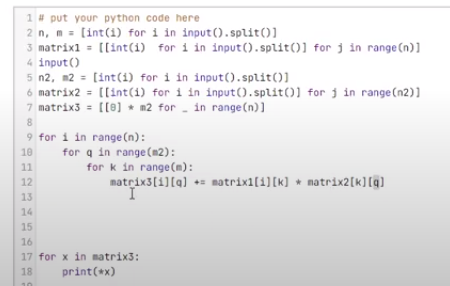 1 # put your python code here
2 n, m = [int(i) for i in input().split()]
3 matrix1 = [[int(i)  for i in input().split()] for j in range(n)]
4 input()
5 n2, m2 = [int(i) for i in input().split()]
6 matrix2 = [[int(i) for i in input().split()] for j in range(n2)]
7 matrix3 = [[0] * m2 for _ in range(n)]
8
9 for i in range(n):
10     for q in range(m2):
11         for k in range(m):
12             matrix3[i][q] += matrix1[i][k] * matrix2[k][q]
13
14
15
16
17 for x in matrix3:
18     print(*x)